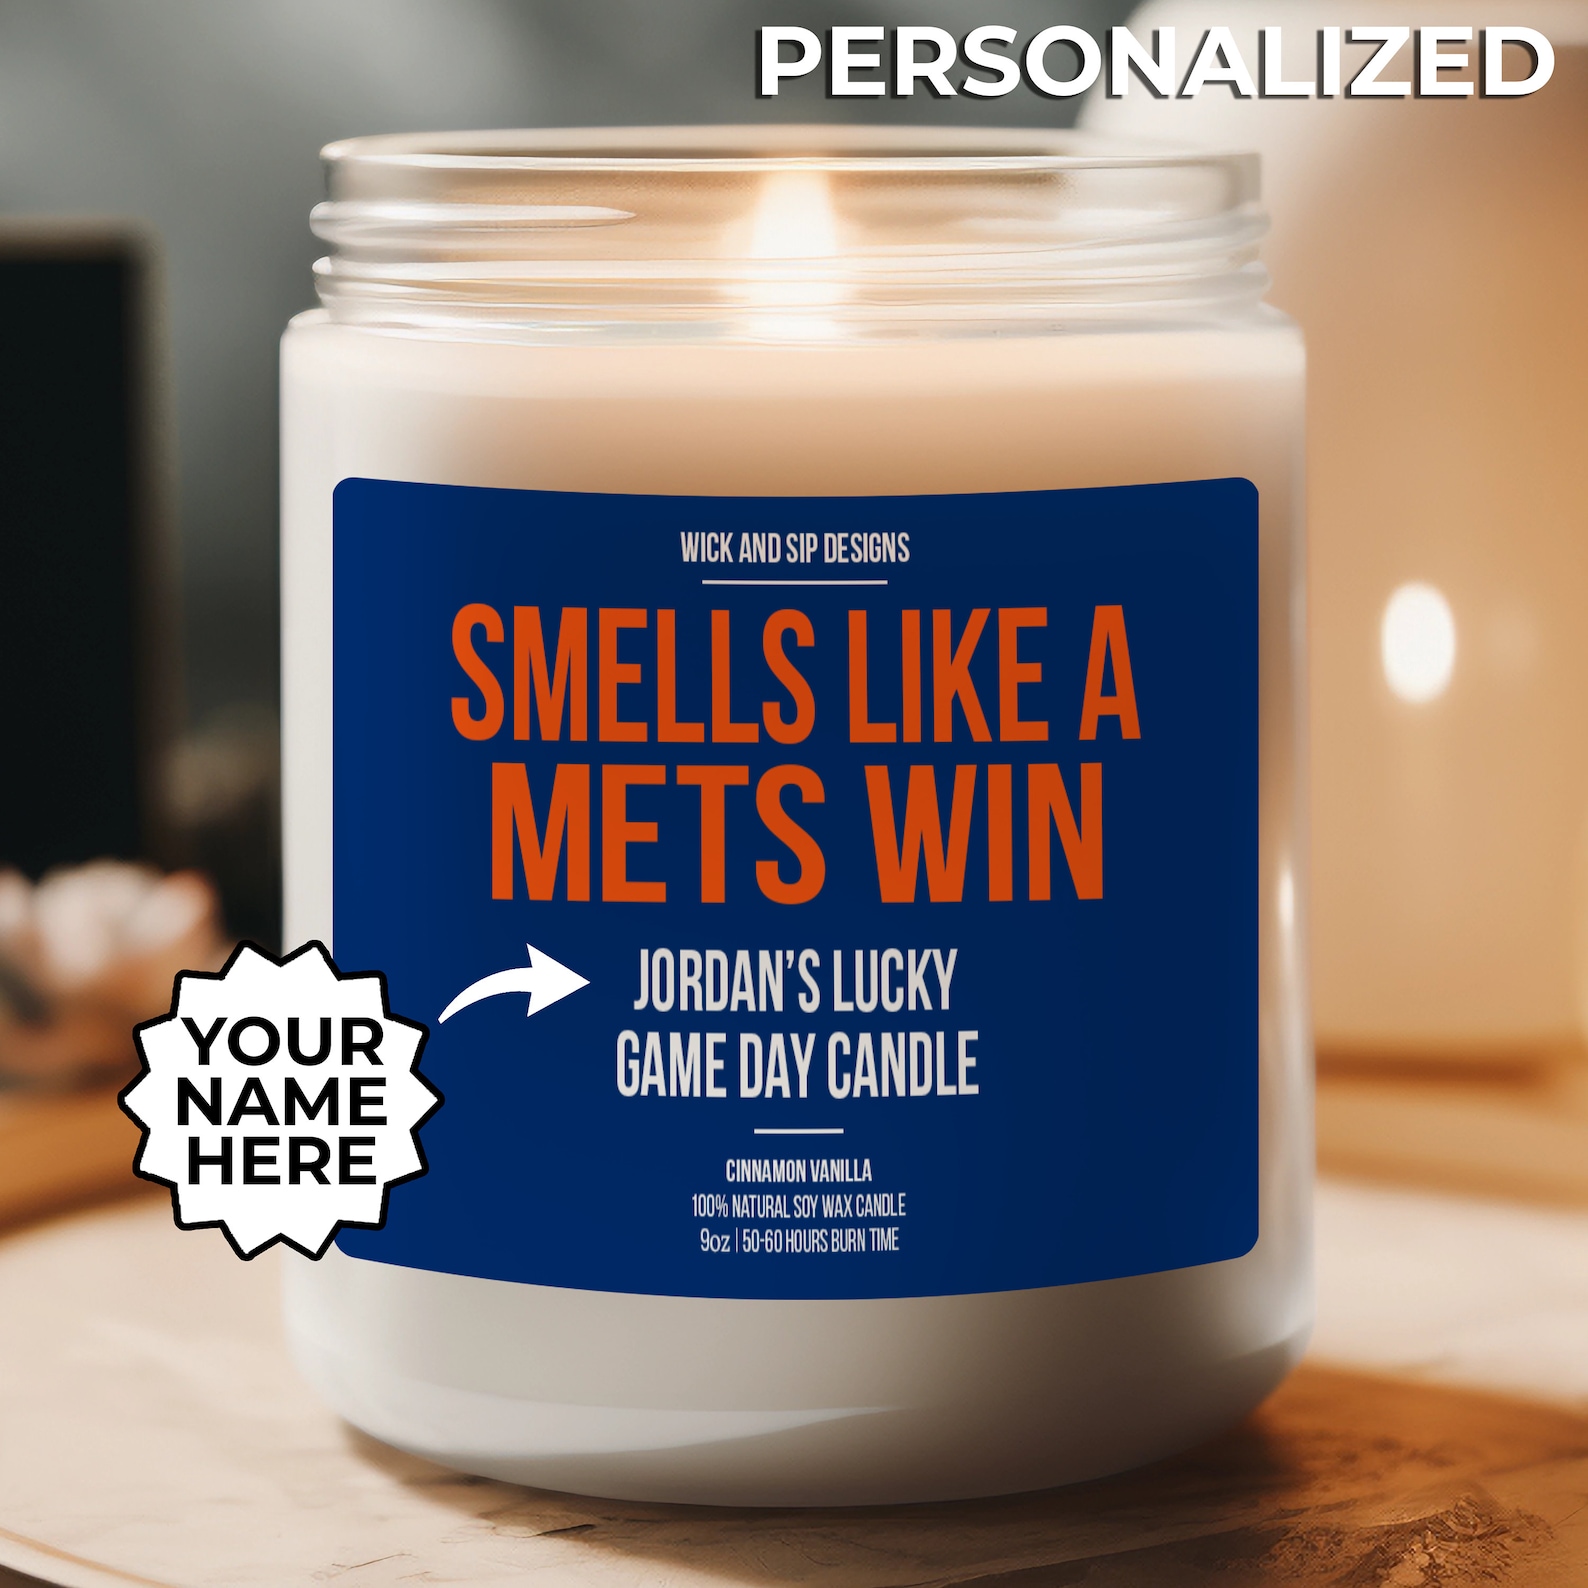 PERSONALIZED
WICK AND SIP DESIGNS
SMELLS LIKE A
METS WIN
JORDAN'S LUCKY
GAME DAY CANDLE
YOUR
NAME
HERE
CINNAMON VANILLA
100% NATURAL SOY WAX CANDLE
9oz | 50-60 HOURS BURN TIME